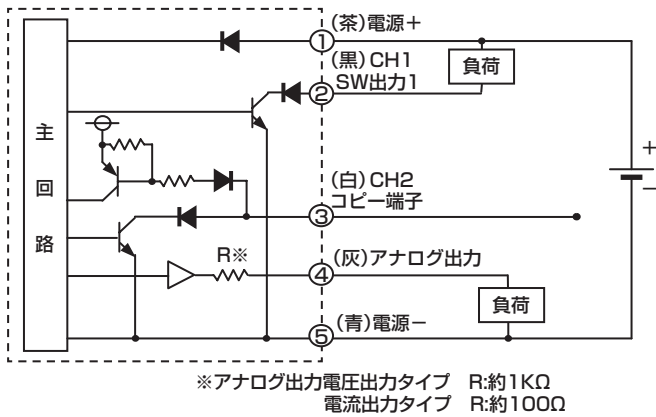 主回路
①
(茶)電源+
(黒)CH1
SW出力1
②
負荷
+
−
(白)CH2
コピー端子
③
R※
④
(灰)アナログ出力
負荷
⑤
(青)電源−
※アナログ出力電圧出力タイプ R:約1KΩ
電流出力タイプ R:約100Ω